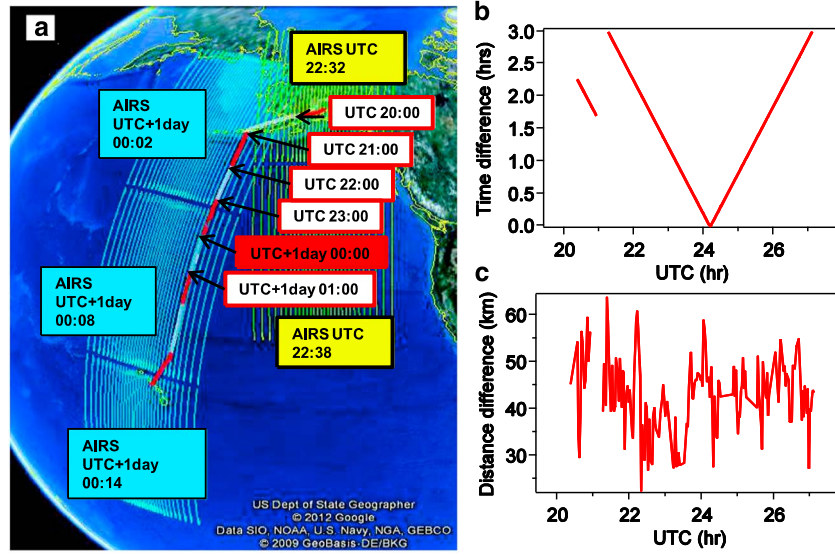 a
AIRS UTC
22:32
AIRS
UTC+1day
00:02
UTC 20:00
UTC 21:00
UTC 22:00
UTC 23:00
UTC+1day 00:00
UTC+1day 01:00
AIRS
UTC+1day
00:08
AIRS UTC
22:38
AIRS
UTC+1day
00:14
US Dept of State Geographer
© 2012 Google
Data SIO, NOAA, U.S. Navy, NGA, GEBCO
© 2009 GeoBasis-DE/BKG
b
Time difference (hrs)
3.0
2.5
2.0
1.5
1.0
0.5
0.0
20 22 24 26
UTC (hr)
c
Distance difference (km)
60
50
40
30
20 22 24 26
UTC (hr)